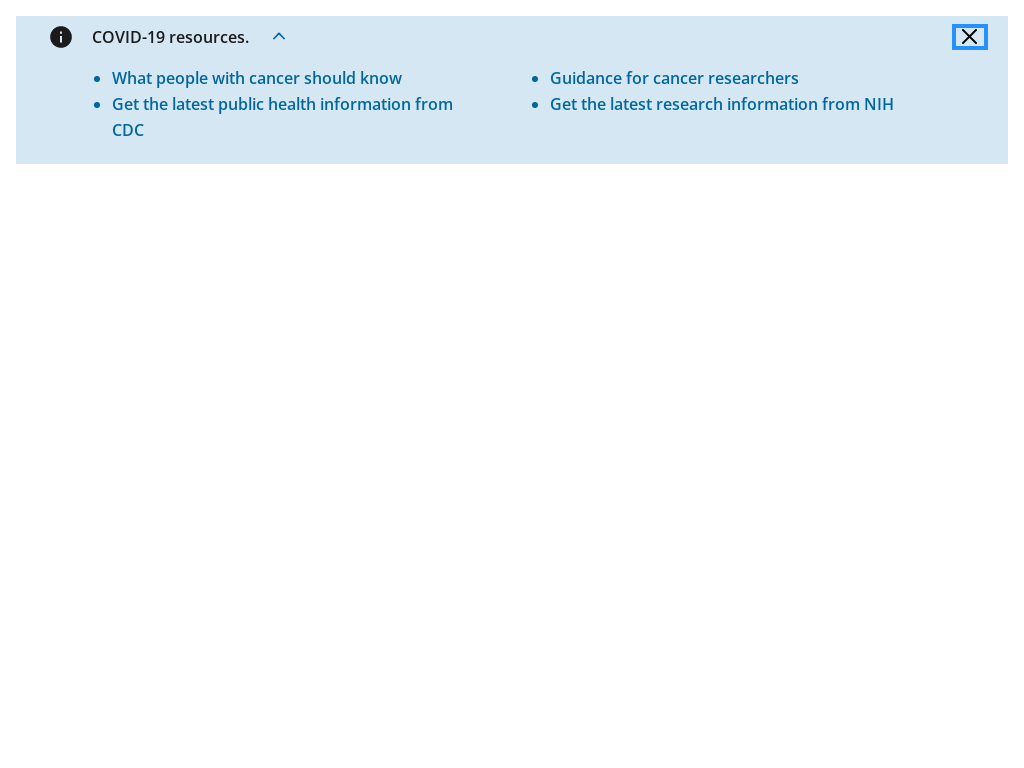 COVID-19 resources.
What people with cancer should know
Get the latest public health information from
CDC
Guidance for cancer researchers
Get the latest research information from NIH